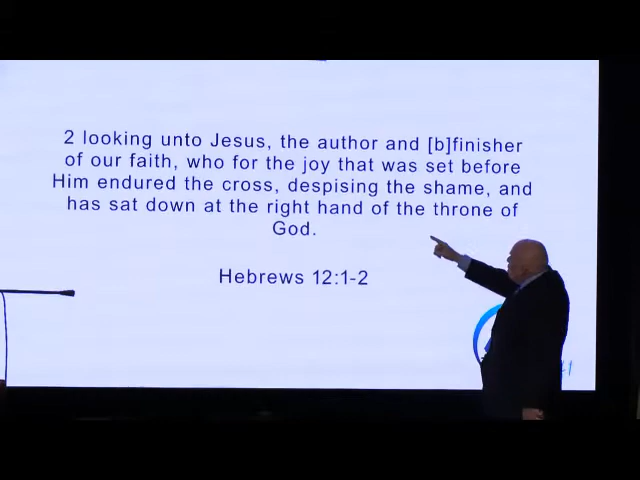 2 looking unto Jesus, the author and [b]finisher
of our faith, who for the joy that was set before
Him endured the cross, despising the shame, and
has sat down at the right hand of the throne of
God.
Hebrews 12:1-2